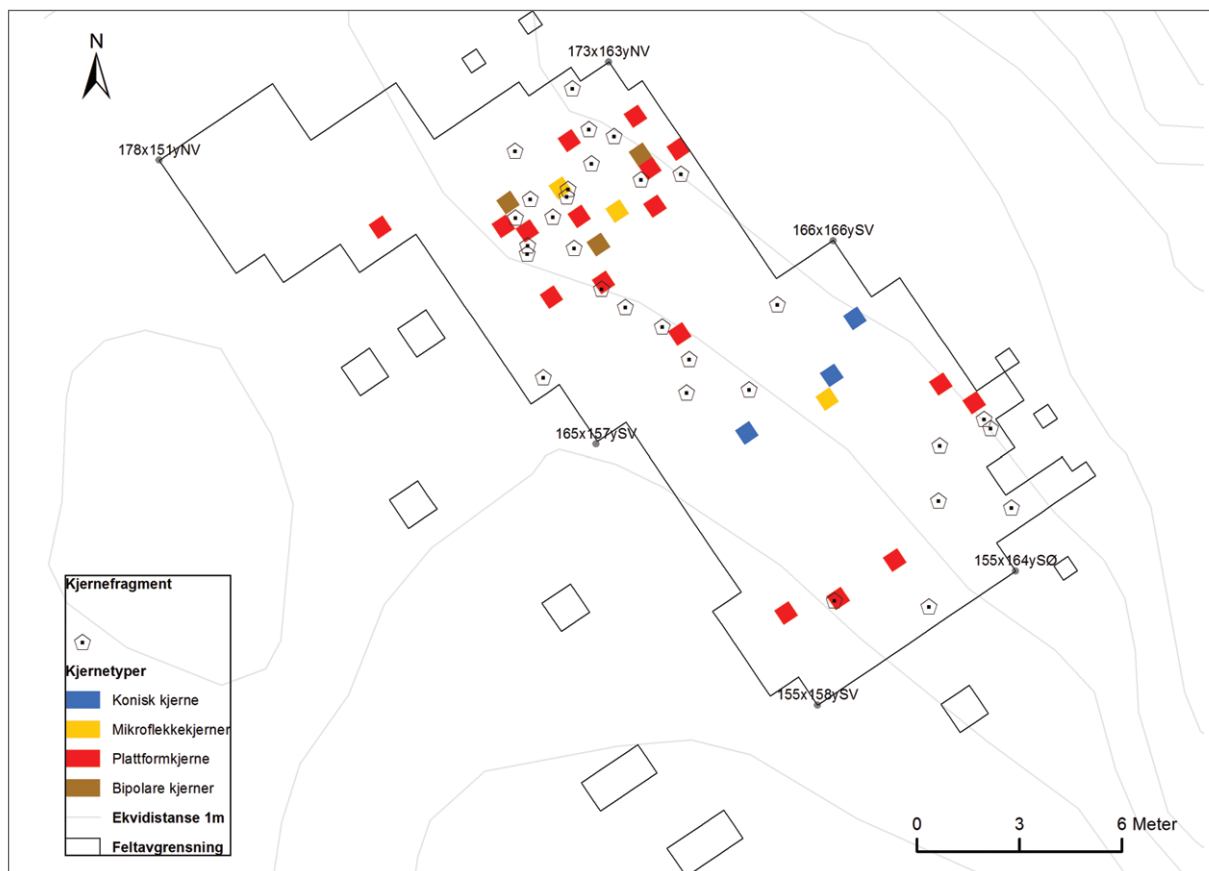 N
173x163yNV
178x151yNV
166x166ySV
165x157ySV
155x164ySØ
155x158ySV
Kjernefragment
Kjernetyper
Konisk kjerne
Mikroflekkekjerner
Plattformkjerne
Bipolare kjerner
Ekvidistanse 1m
Feltavgrensning
0 3 6 Meter